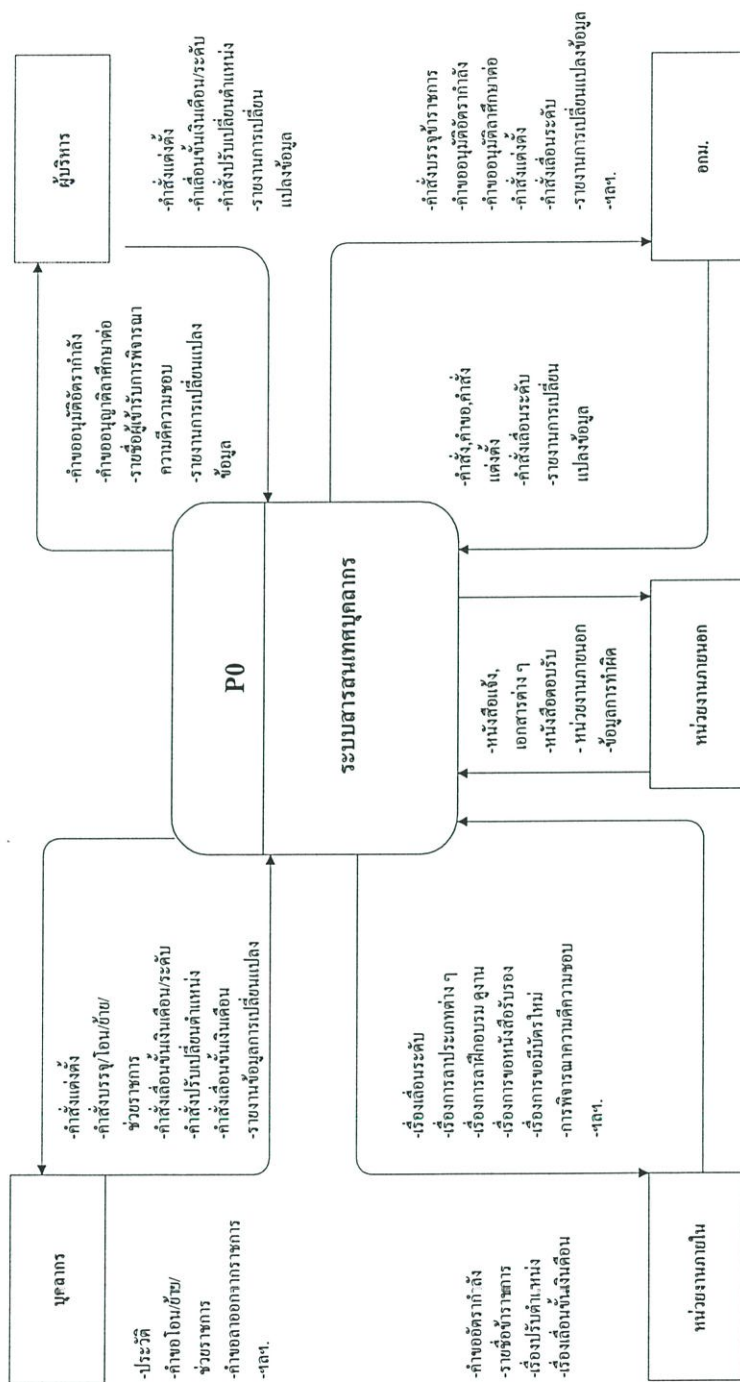 บุคลากร
-คำสั่งแต่งตั้ง
-คำสั่งบรรจุ/โอน/ย้าย/
ช่วยราชการ
-คำสั่งเลื่อนขั้นเงินเดือน/ระดับ
-คำสั่งปรับเปลี่ยนตำแหน่ง
-คำสั่งเลื่อนขั้นเงินเดือน
-รายงานข้อมูลการเปลี่ยนแปลง
-ประวัติ
-คำขอโอน/ย้าย/
ช่วยราชการ
-คำขอลาออกจากราชการ
-ฯลฯ.
ผู้บริหาร
-คำขออนุมัติอัตรากำลัง
-คำขออนุญาติลาศึกษาต่อ
-รายชื่อผู้เข้ารับการพิจารณา
ความดีความชอบ
-รายงานการเปลี่ยนแปลง
ข้อมูล
-คำสั่งแต่งตั้ง
-คำเลื่อนขั้นเงินเดือน/ระดับ
-คำสั่งปรับเปลี่ยนตำแหน่ง
-รายงานการเปลี่ยน
แปลงข้อมูล
P0
ระบบสารสนเทศบุคลากร
-คำขออัตรากำลัง
-รายชื่อข้าราชการ
-เรื่องปรับตำแหน่ง
-เรื่องเลื่อนขั้นเงินเดือน
-เรื่องเลื่อนระดับ
-เรื่องการลาประเภทต่าง ๆ
-เรื่องการลาฝึกอบรม ดูงาน
-เรื่องการขอหนังสือรับรอง
-เรื่องการขอมีบัตรใหม่
-การพิจารณาความดีความชอบ
-ฯลฯ.
หน่วยงานภายใน
-หนังสือแจ้ง,
เอกสารต่าง ๆ
-หนังสือตอบรับ
- หน่วยงานภายนอก
-ข้อมูลการทำผิด
หน่วยงานภายนอก
-คำสั่ง,คำขอ,คำสั่ง
แต่งตั้ง
-คำสั่งเลื่อนระดับ
-รายงานการเปลี่ยน
แปลงข้อมูล
-คำสั่งบรรจุข้าราชการ
-คำขออนุมัติอัตรากำลัง
-คำขออนุมัติลาศึกษาต่อ
-คำสั่งแต่งตั้ง
-คำสั่งเลื่อนระดับ
-รายงานการเปลี่ยนแปลงข้อมูล
-ฯลฯ.
อกม.